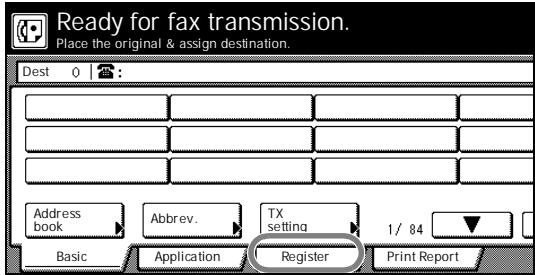 Ready for fax transmission.
Place the original & assign destination.
Dest 0 ☎:
Address
book
Abbrev.
TX
setting
1/ 84
Basic
Application
Register
Print Report